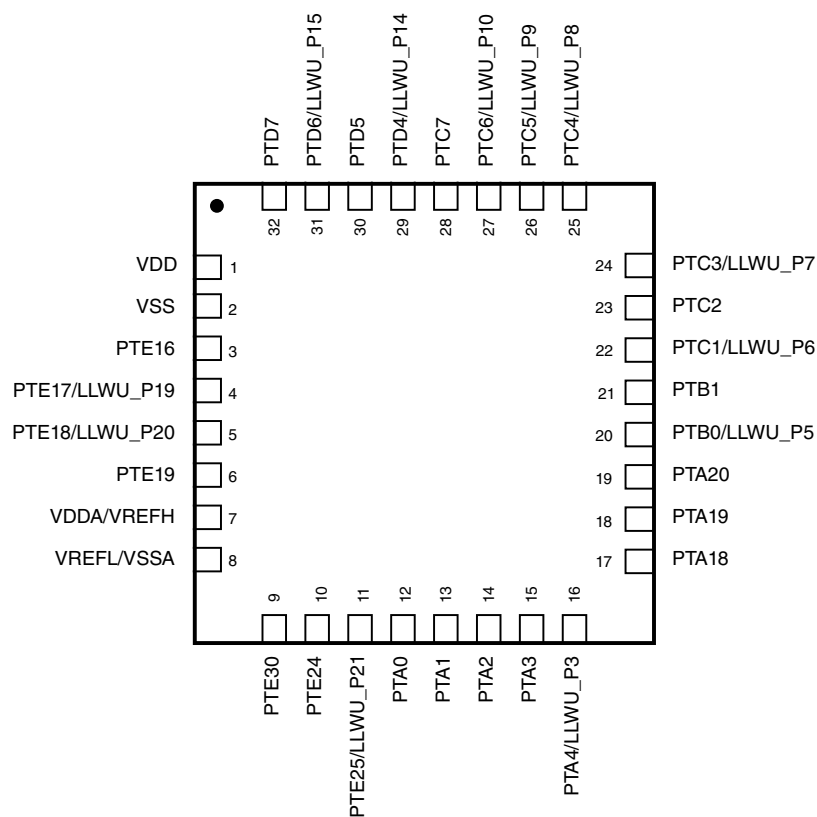 PTD7
PTD6/LLWU_P15
PTD5
PTD4/LLWU_P14
PTC7
PTC6/LLWU_P10
PTC5/LLWU_P9
PTC4/LLWU_P8
32
31
30
29
28
27
26
25
VDD 1
VSS 2
PTE16 3
PTE17/LLWU_P19 4
PTE18/LLWU_P20 5
PTE19 6
VDDA/VREFH 7
VREFL/VSSA 8
24 PTC3/LLWU_P7
23 PTC2
22 PTC1/LLWU_P6
21 PTB1
20 PTB0/LLWU_P5
19 PTA20
18 PTA19
17 PTA18
9
10
11
12
13
14
15
16
PTE30
PTE24
PTE25/LLWU_P21
PTA0
PTA1
PTA2
PTA3
PTA4/LLWU_P3